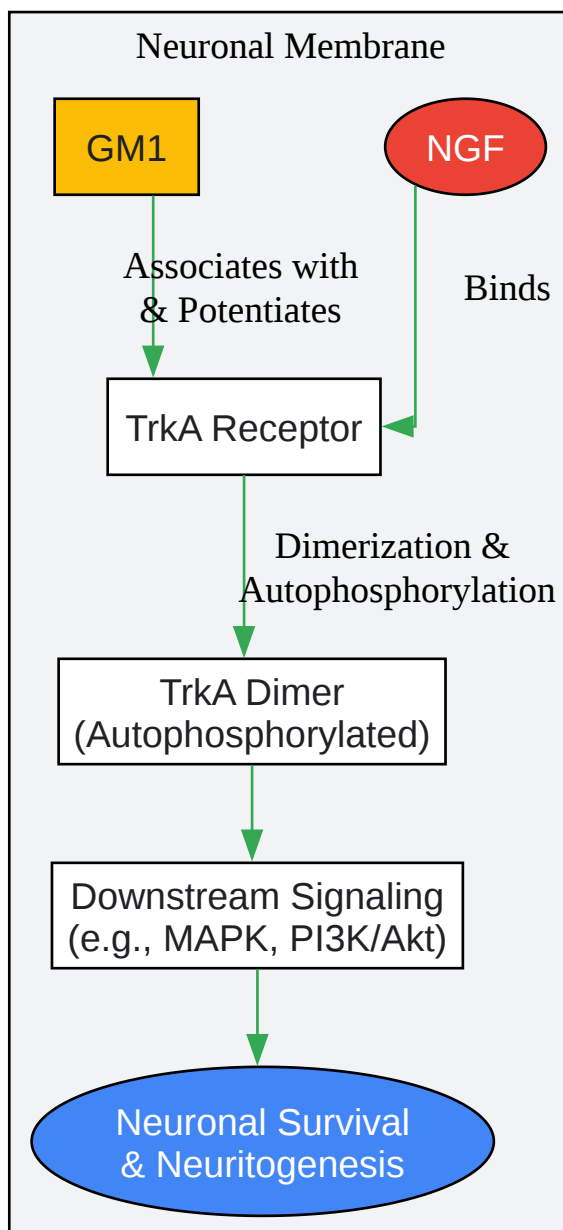 Neuronal Membrane
GM1
NGF
Associates with
& Potentiates
Binds
TrkA Receptor
Dimerization &
Autophosphorylation
TrkA Dimer
(Autophosphorylated)
Downstream Signaling
(e.g., MAPK, PI3K/Akt)
Neuronal Survival
& Neuritogenesis